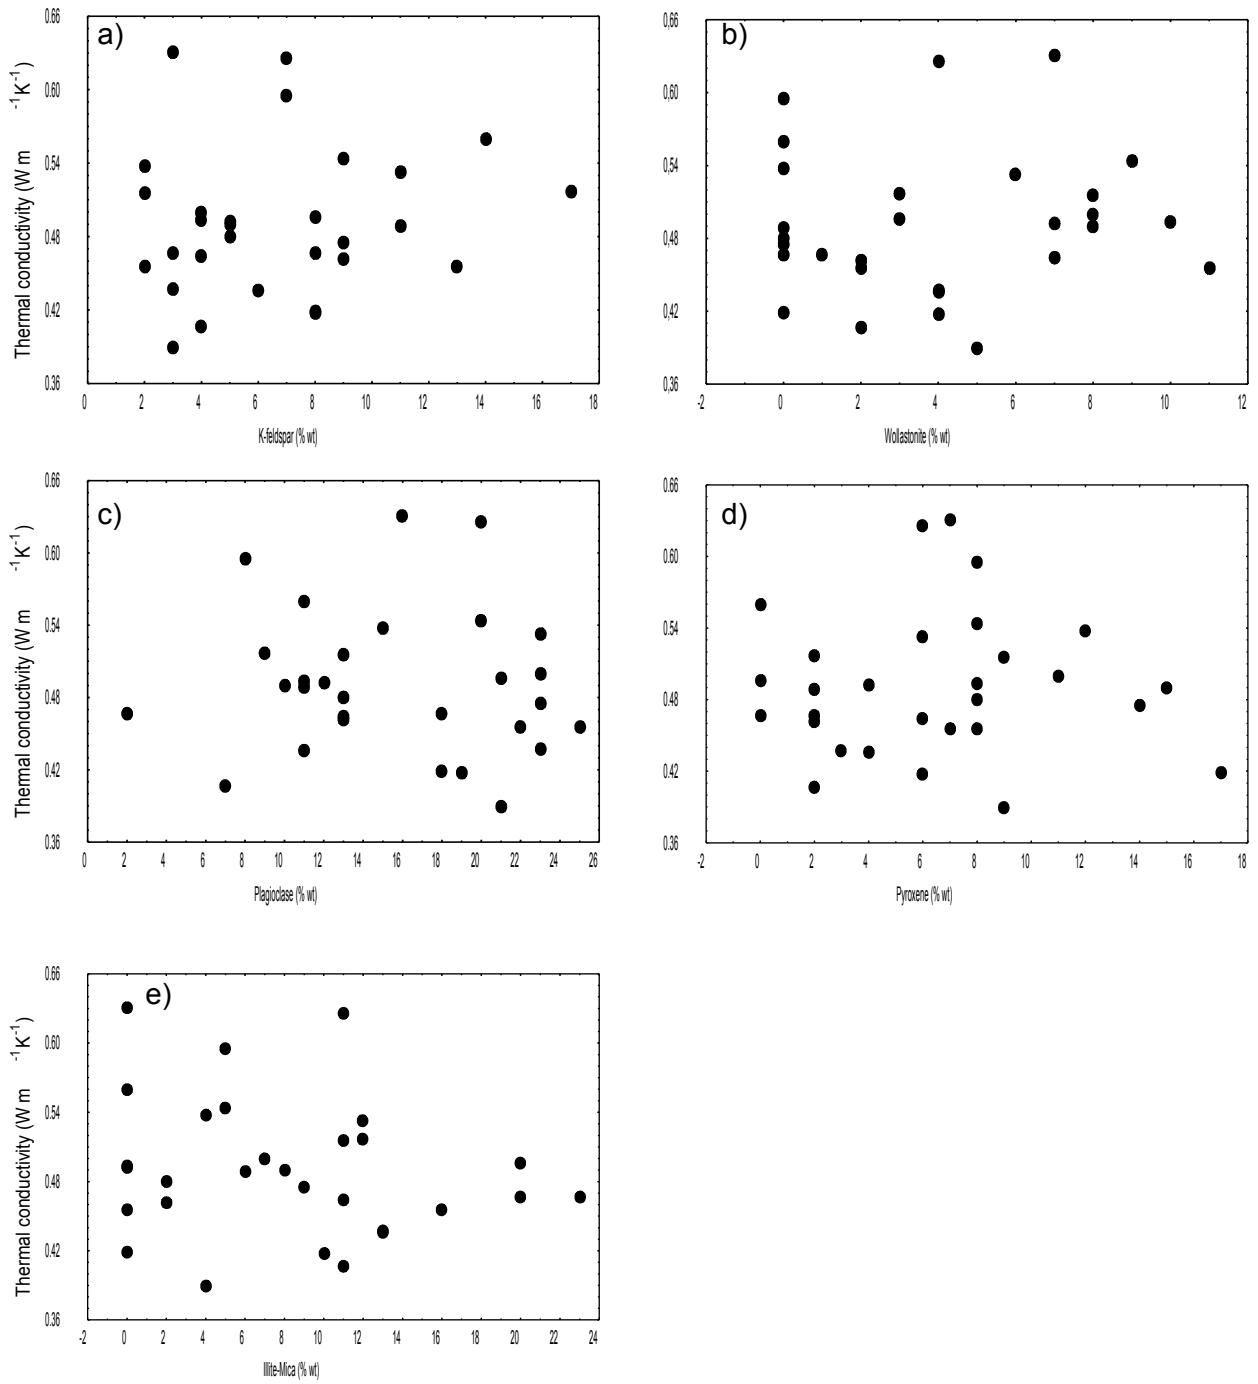 a)
0.66
0.60
0.54
0.48
0.42
0.36
Thermal conductivity (W m -1K-1)
0 2 4 6 8 10 12 14 16 18
K-feldspar (% wt)
b)
0,66
0,60
0,54
0,48
0,42
0,36
-2 0 2 4 6 8 10 12
Wollastonite (% wt)
c)
0.66
0.60
0.54
0.48
0.42
0.36
Thermal conductivity (W m -1K-1)
0 2 4 6 8 10 12 14 16 18 20 22 24 26
Plagioclase (% wt)
d)
0.66
0.60
0.54
0.48
0.42
0.36
-2 0 2 4 6 8 10 12 14 16 18
Pyroxene (% wt)
e)
0.66
0.60
0.54
0.48
0.42
0.36
Thermal conductivity (W m -1K-1)
-2 0 2 4 6 8 10 12 14 16 18 20 22 24
Illite-Mica (% wt)